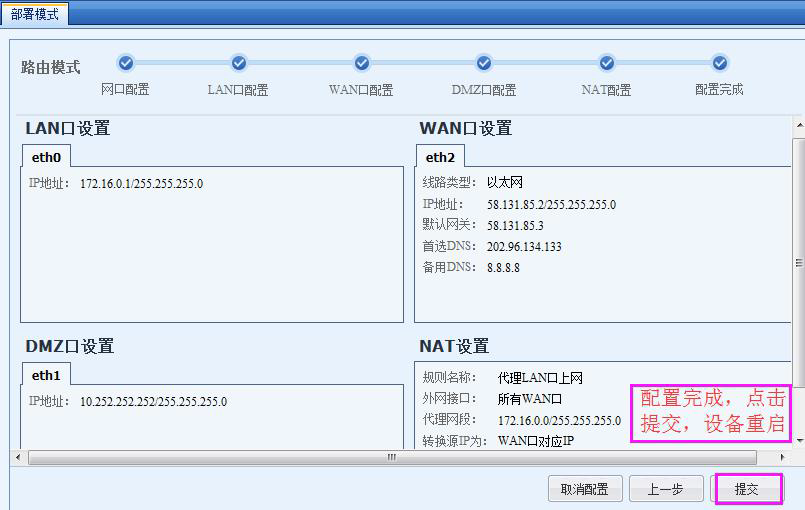 部署模式
路由模式
网口配置 LAN口配置 WAN口配置 DMZ口配置 NAT配置 配置完成
LAN口设置
eth0
IP地址: 172.16.0.1/255.255.255.0
WAN口设置
eth2
线路类型: 以太网
IP地址: 58.131.85.2/255.255.255.0
默认网关: 58.131.85.3
首选DNS: 202.96.134.133
备用DNS: 8.8.8.8
DMZ口设置
eth1
IP地址: 10.252.252.252/255.255.255.0
NAT设置
规则名称: 代理LAN口上网
外网接口: 所有WAN口
代理网段: 172.16.0.0/255.255.255.0
转换源IP为: WAN口对应IP
配置完成，点击
提交，设备重启
取消配置 上一步 提交